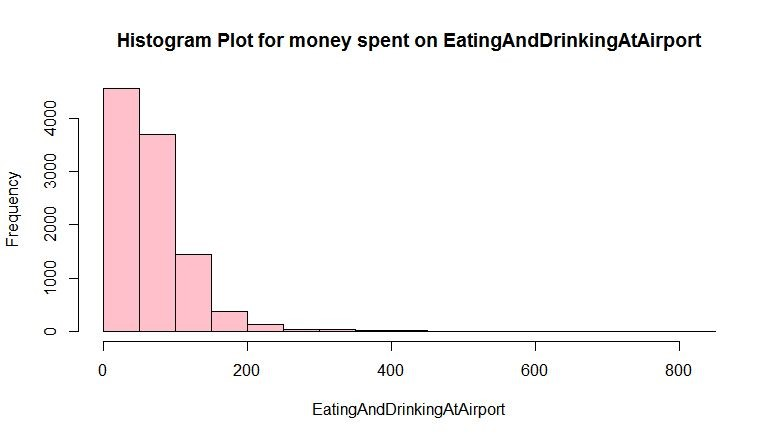 Histogram Plot for money spent on EatingAndDrinkingAtAirport
Frequency
4000
3000
2000
1000
0
0 200 400 600 800
EatingAndDrinkingAtAirport